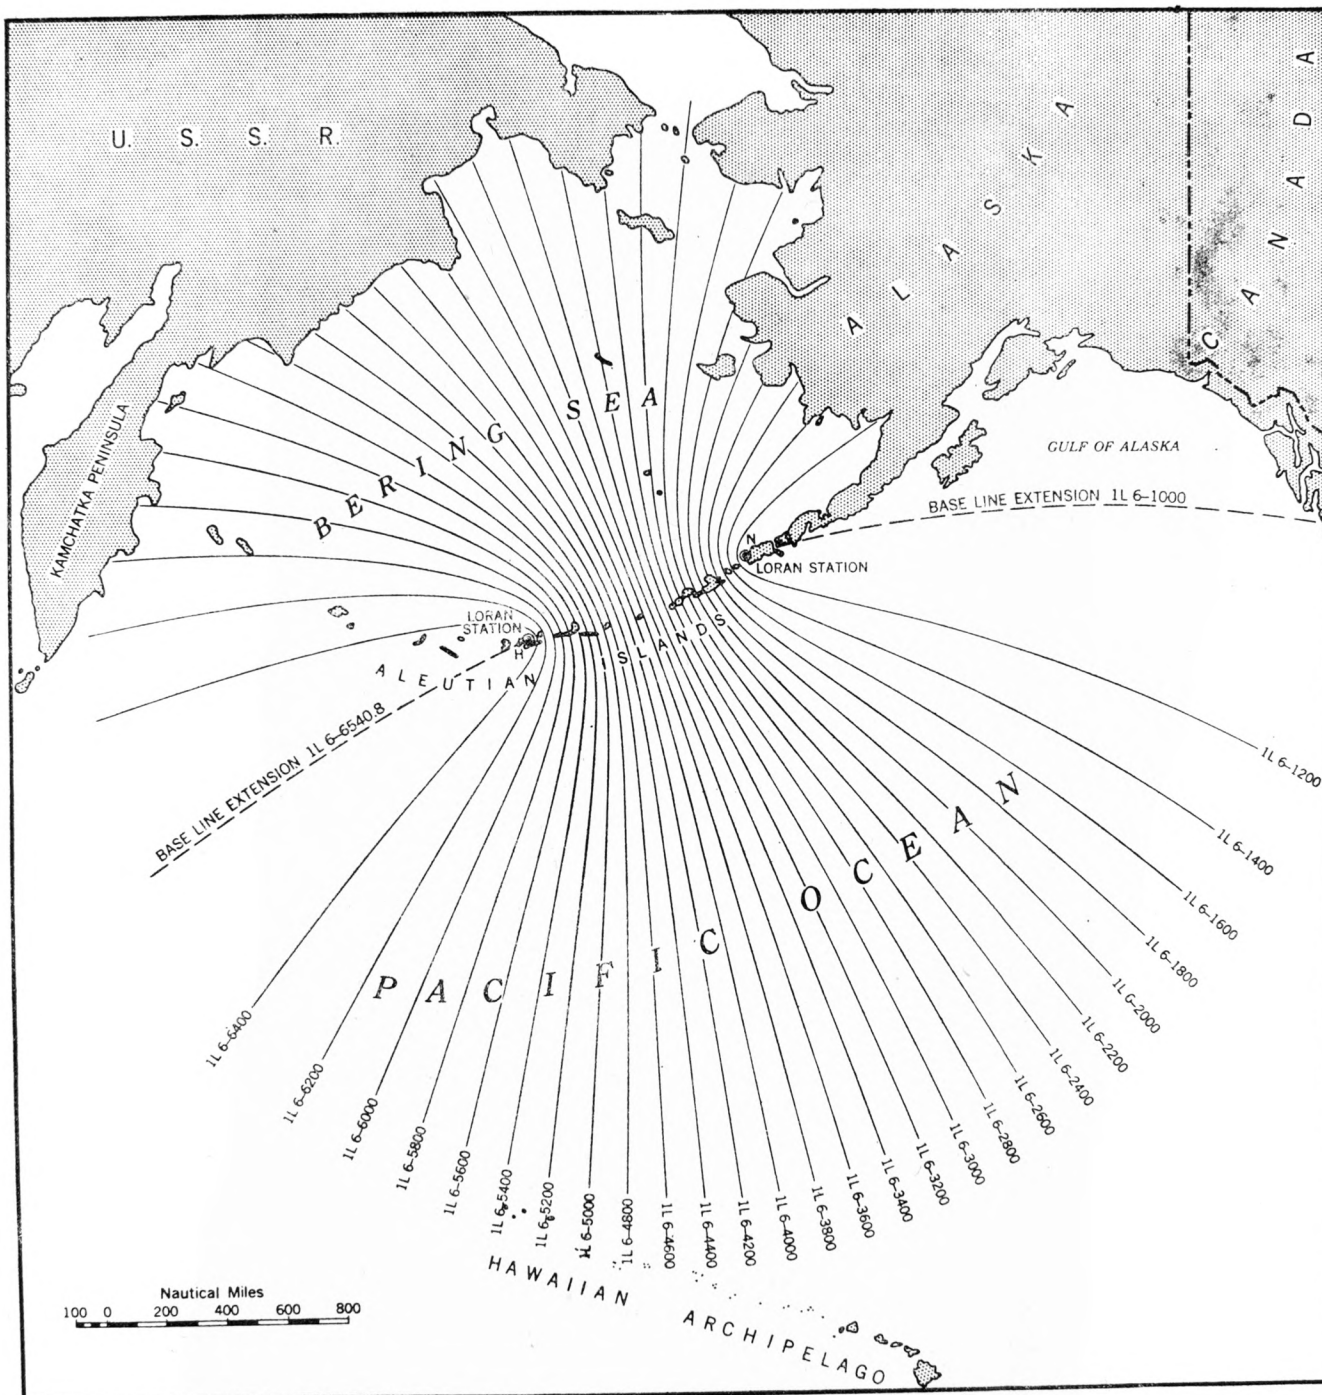 U. S. S. R.
ALASKA
CANADA
KAMCHATKA PENINSULA
BERING SEA
GULF OF ALASKA
BASE LINE EXTENSION 1L 6-1000
N
LORAN STATION
LORAN
STATION
H
ALEUTIAN ISLANDS
BASE LINE EXTENSION 1L 6-6540.8
PACIFIC OCEAN
1L 6-1200
1L 6-1400
1L 6-1600
1L 6-1800
1L 6-2000
1L 6-2200
1L 6-2400
1L 6-2600
1L 6-2800
1L 6-3000
1L 6-3200
1L 6-3400
1L 6-3600
1L 6-3800
1L 6-4000
1L 6-4200
1L 6-4400
1L 6-4600
1L 6-4800
1L 6-5000
1L 6-5200
1L 6-5400
1L 6-5600
1L 6-5800
1L 6-6000
1L 6-6200
1L 6-6400
HAWAIIAN ARCHIPELAGO
Nautical Miles
100 0 200 400 600 800